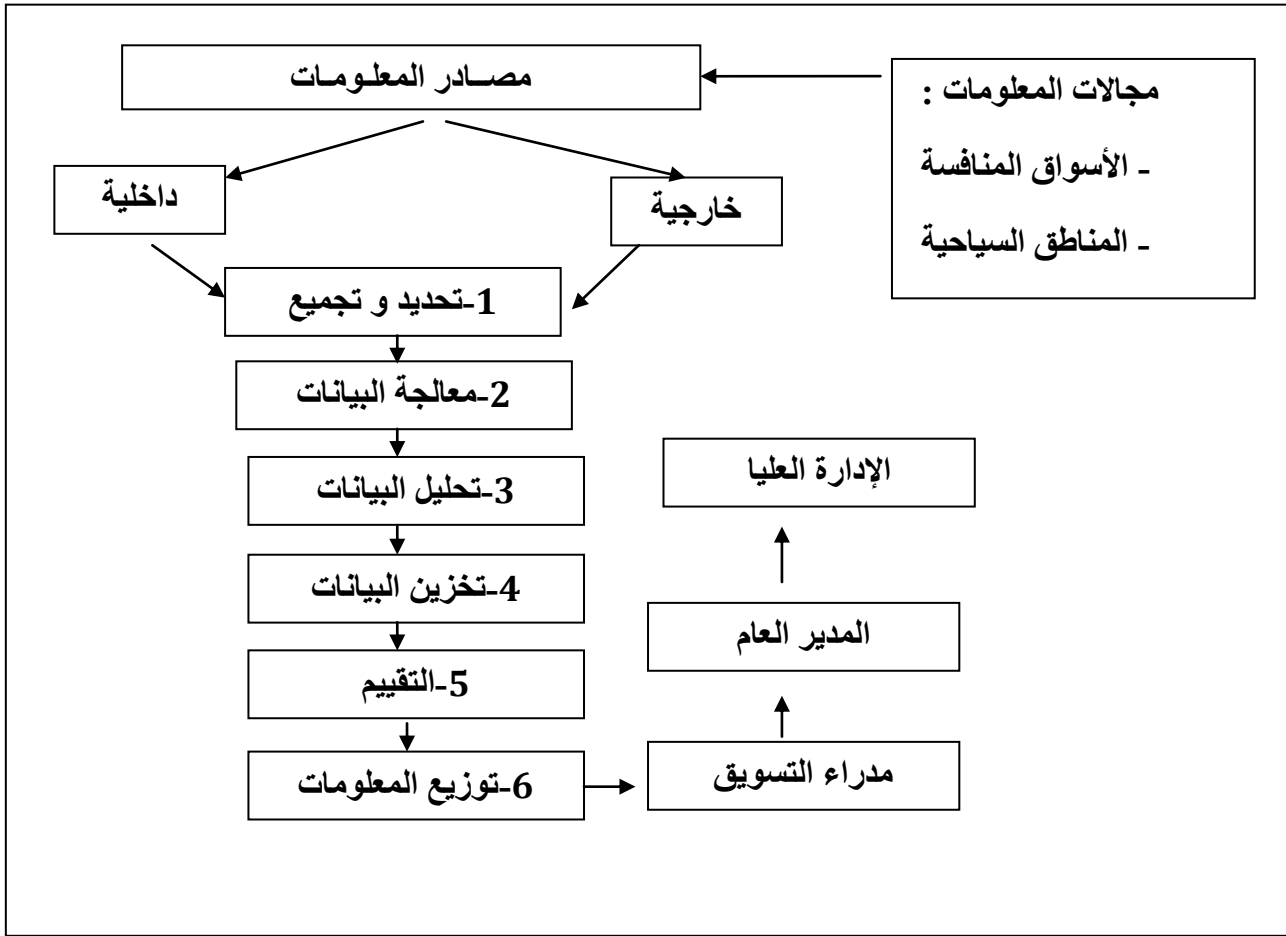 مصــادر المعلـومـات
مجالات المعلومات :
- الأسواق المنافسة
- المناطق السياحية
خارجية
داخلية
1-تحديد و تجميع
2-معالجة البيانات
3-تحليل البيانات
4-تخزين البيانات
5-التقييم
6-توزيع المعلومات
مدراء التسويق
المدير العام
الإدارة العليا